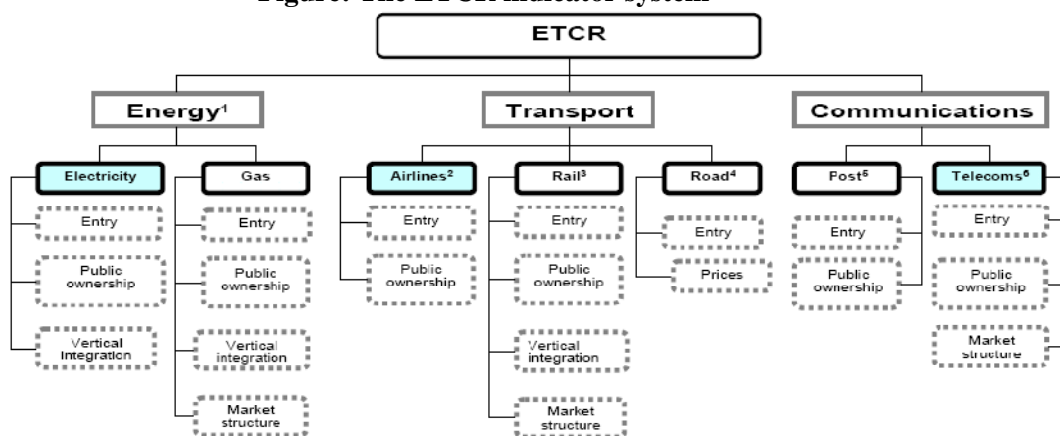 Figure: The ETCR indicator system
ETCR
Energy¹
Transport
Communications
Electricity
Gas
Airlines²
Rail³
Road⁴
Post⁵
Telecoms⁶
Entry
Public
ownership
Vertical
integration
Entry
Public
ownership
Vertical
integration
Market
structure
Entry
Public
ownership
Entry
Public
ownership
Vertical
integration
Market
structure
Entry
Prices
Entry
Public
ownership
Entry
Public
ownership
Market
structure